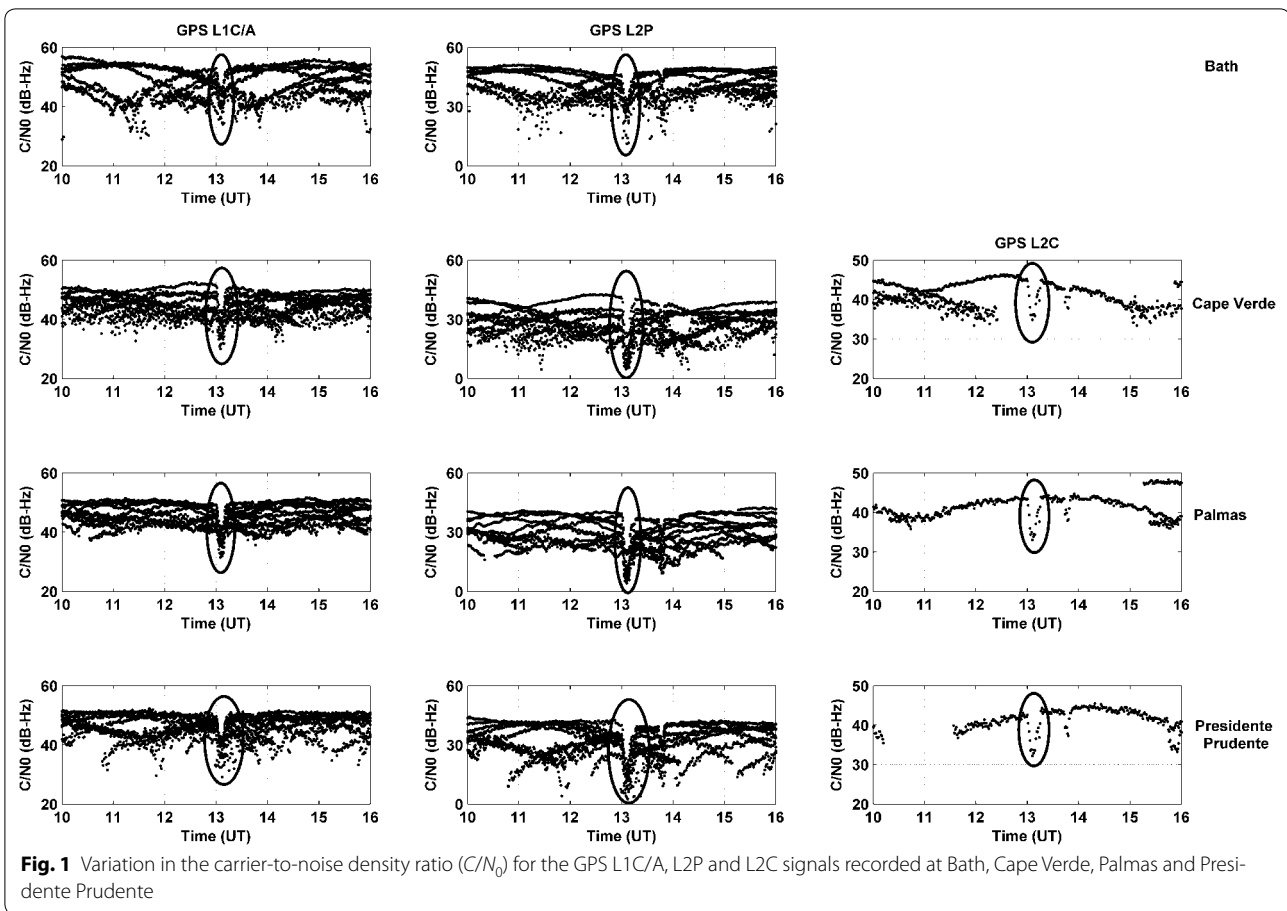 GPS L1C/A
GPS L2P
60
40
20
C/N0 (dB-Hz)
10 11 12 13 14 15 16
Time (UT)
60
30
0
C/N0 (dB-Hz)
10 11 12 13 14 15 16
Time (UT)
Bath
60
40
20
C/N0 (dB-Hz)
10 11 12 13 14 15 16
Time (UT)
60
30
0
C/N0 (dB-Hz)
10 11 12 13 14 15 16
Time (UT)
GPS L2C
50
40
30
20
C/N0 (dB-Hz)
10 11 12 13 14 15 16
Time (UT)
Cape Verde
60
40
20
C/N0 (dB-Hz)
10 11 12 13 14 15 16
Time (UT)
60
30
0
C/N0 (dB-Hz)
10 11 12 13 14 15 16
Time (UT)
50
40
30
20
C/N0 (dB-Hz)
10 11 12 13 14 15 16
Time (UT)
Palmas
60
40
20
C/N0 (dB-Hz)
10 11 12 13 14 15 16
Time (UT)
60
30
0
C/N0 (dB-Hz)
10 11 12 13 14 15 16
Time (UT)
50
40
30
20
C/N0 (dB-Hz)
10 11 12 13 14 15 16
Time (UT)
Presidente
Prudente
Fig. 1 Variation in the carrier-to-noise density ratio (C/N₀) for the GPS L1C/A, L2P and L2C signals recorded at Bath, Cape Verde, Palmas and Presi-
dente Prudente